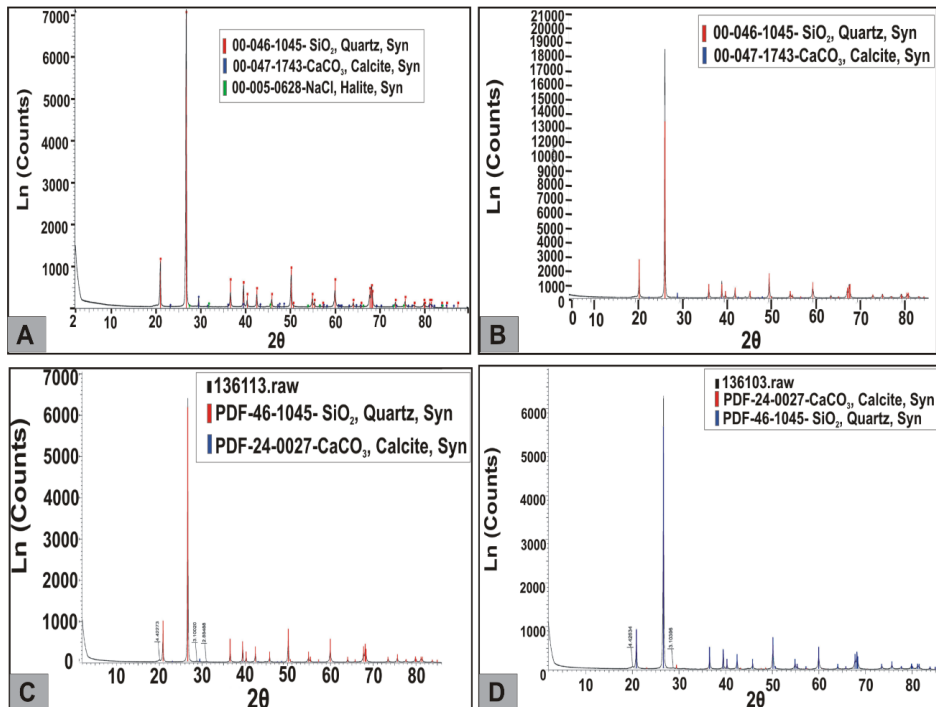 7000
6000
5000
4000
3000
2000
1000
0
Ln (Counts)
00-046-1045- SiO₂, Quartz, Syn
00-047-1743-CaCO₃, Calcite, Syn
00-005-0628-NaCl, Halite, Syn
2 10 20 30 40 50 60 70 80
2θ
A
21000
20000
19000
18000
17000
16000
15000
14000
13000
12000
11000
10000
9000
8000
7000
6000
5000
4000
3000
2000
1000
0
Ln (Counts)
00-046-1045- SiO₂, Quartz, Syn
00-047-1743-CaCO₃, Calcite, Syn
0 10 20 30 40 50 60 70 80
2θ
B
7000
6000
5000
4000
3000
2000
1000
0
Ln (Counts)
136113.raw
PDF-46-1045- SiO₂, Quartz, Syn
PDF-24-0027-CaCO₃, Calcite, Syn
10 20 30 40 50 60 70 80
2θ
C
6000
5000
4000
3000
2000
1000
0
Ln (Counts)
136103.raw
PDF-24-0027-CaCO₃, Calcite, Syn
PDF-46-1045- SiO₂, Quartz, Syn
10 20 30 40 50 60 70 80
2θ
D